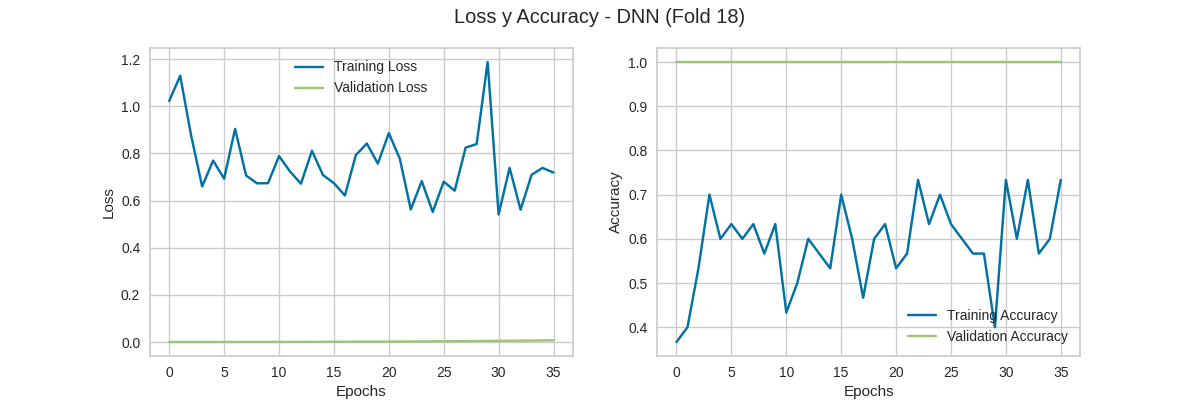 Loss y Accuracy - DNN (Fold 18)
Training Loss
Validation Loss
Loss
1.2
1.0
0.8
0.6
0.4
0.2
0.0
0 5 10 15 20 25 30 35
Epochs
Accuracy
1.0
0.9
0.8
0.7
0.6
0.5
0.4
Training Accuracy
Validation Accuracy
0 5 10 15 20 25 30 35
Epochs